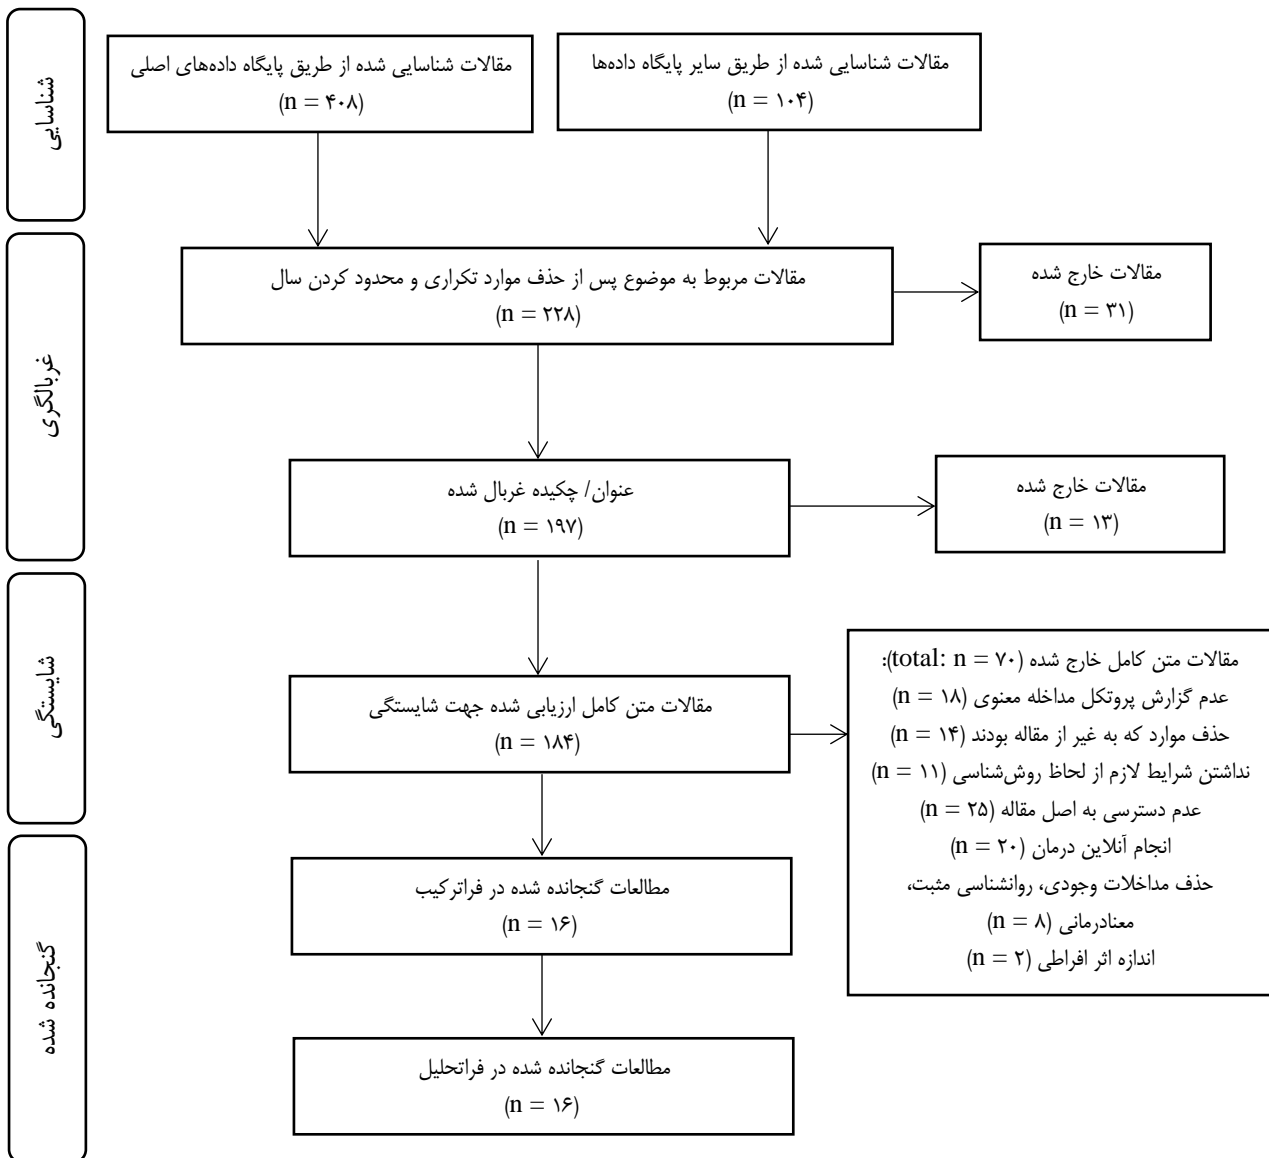 شناسایی
مقالات شناسایی شده از طریق سایر پایگاه داده‌ها
(n = ۱۰۴)
مقالات شناسایی شده از طریق پایگاه داده‌های اصلی
(n = ۴۰۸)
غربالگری
مقالات مربوط به موضوع پس از حذف موارد تکراری و محدود کردن سال
(n = ۲۲۸)
مقالات خارج شده
(n = ۳۱)
عنوان/ چکیده غربال شده
(n = ۱۹۷)
مقالات خارج شده
(n = ۱۳)
شایستگی
مقالات متن کامل ارزیابی شده جهت شایستگی
(n = ۱۸۴)
مقالات متن کامل خارج شده (total: n = ۷۰):
عدم گزارش پروتکل مداخله معنوی (n = ۱۸)
حذف موارد که به غیر از مقاله بودند (n = ۱۴)
نداشتن شرایط لازم از لحاظ روش‌شناسی (n = ۱۱)
عدم دسترسی به اصل مقاله (n = ۲۵)
انجام آنلاین درمان (n = ۲۰)
حذف مداخلات وجودی، روانشناسی مثبت،
معنادرمانی (n = ۸)
اندازه اثر افراطی (n = ۲)
گنجانده شده
مطالعات گنجانده شده در فراترکیب
(n = ۱۶)
مطالعات گنجانده شده در فراتحلیل
(n = ۱۶)